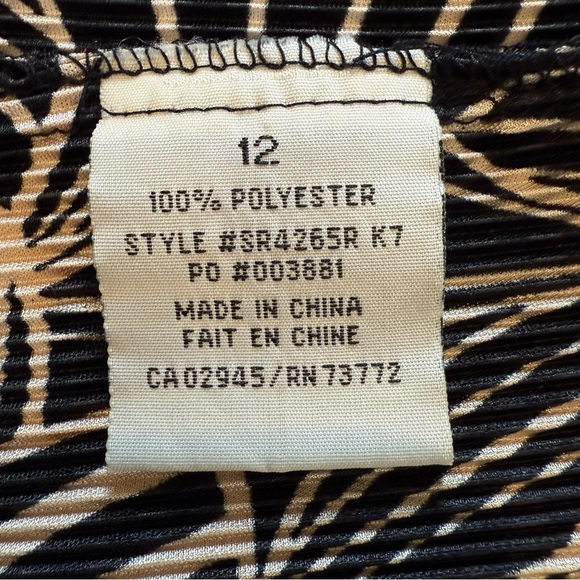 12
100% POLYESTER
STYLE #SR4265R K7
PO #003881
MADE IN CHINA
FAIT EN CHINE
CA02945/RN73772